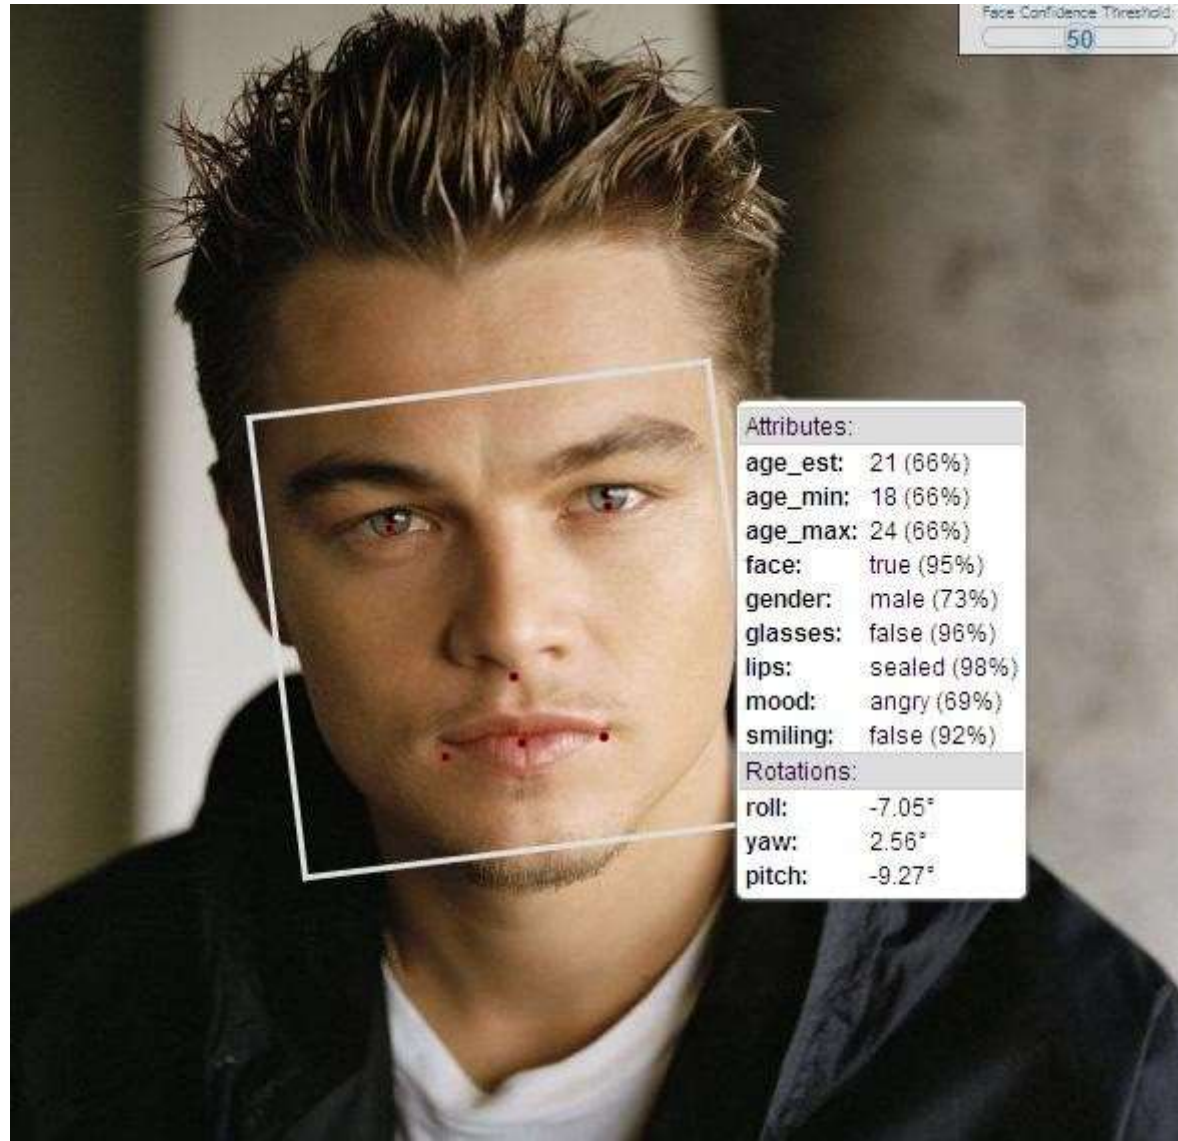 Face Confidence Threshold:
50
Attributes:
age_est: 21 (66%)
age_min: 18 (66%)
age_max: 24 (66%)
face: true (95%)
gender: male (73%)
glasses: false (96%)
lips: sealed (98%)
mood: angry (69%)
smiling: false (92%)
Rotations:
roll: -7.05°
yaw: 2.56°
pitch: -9.27°